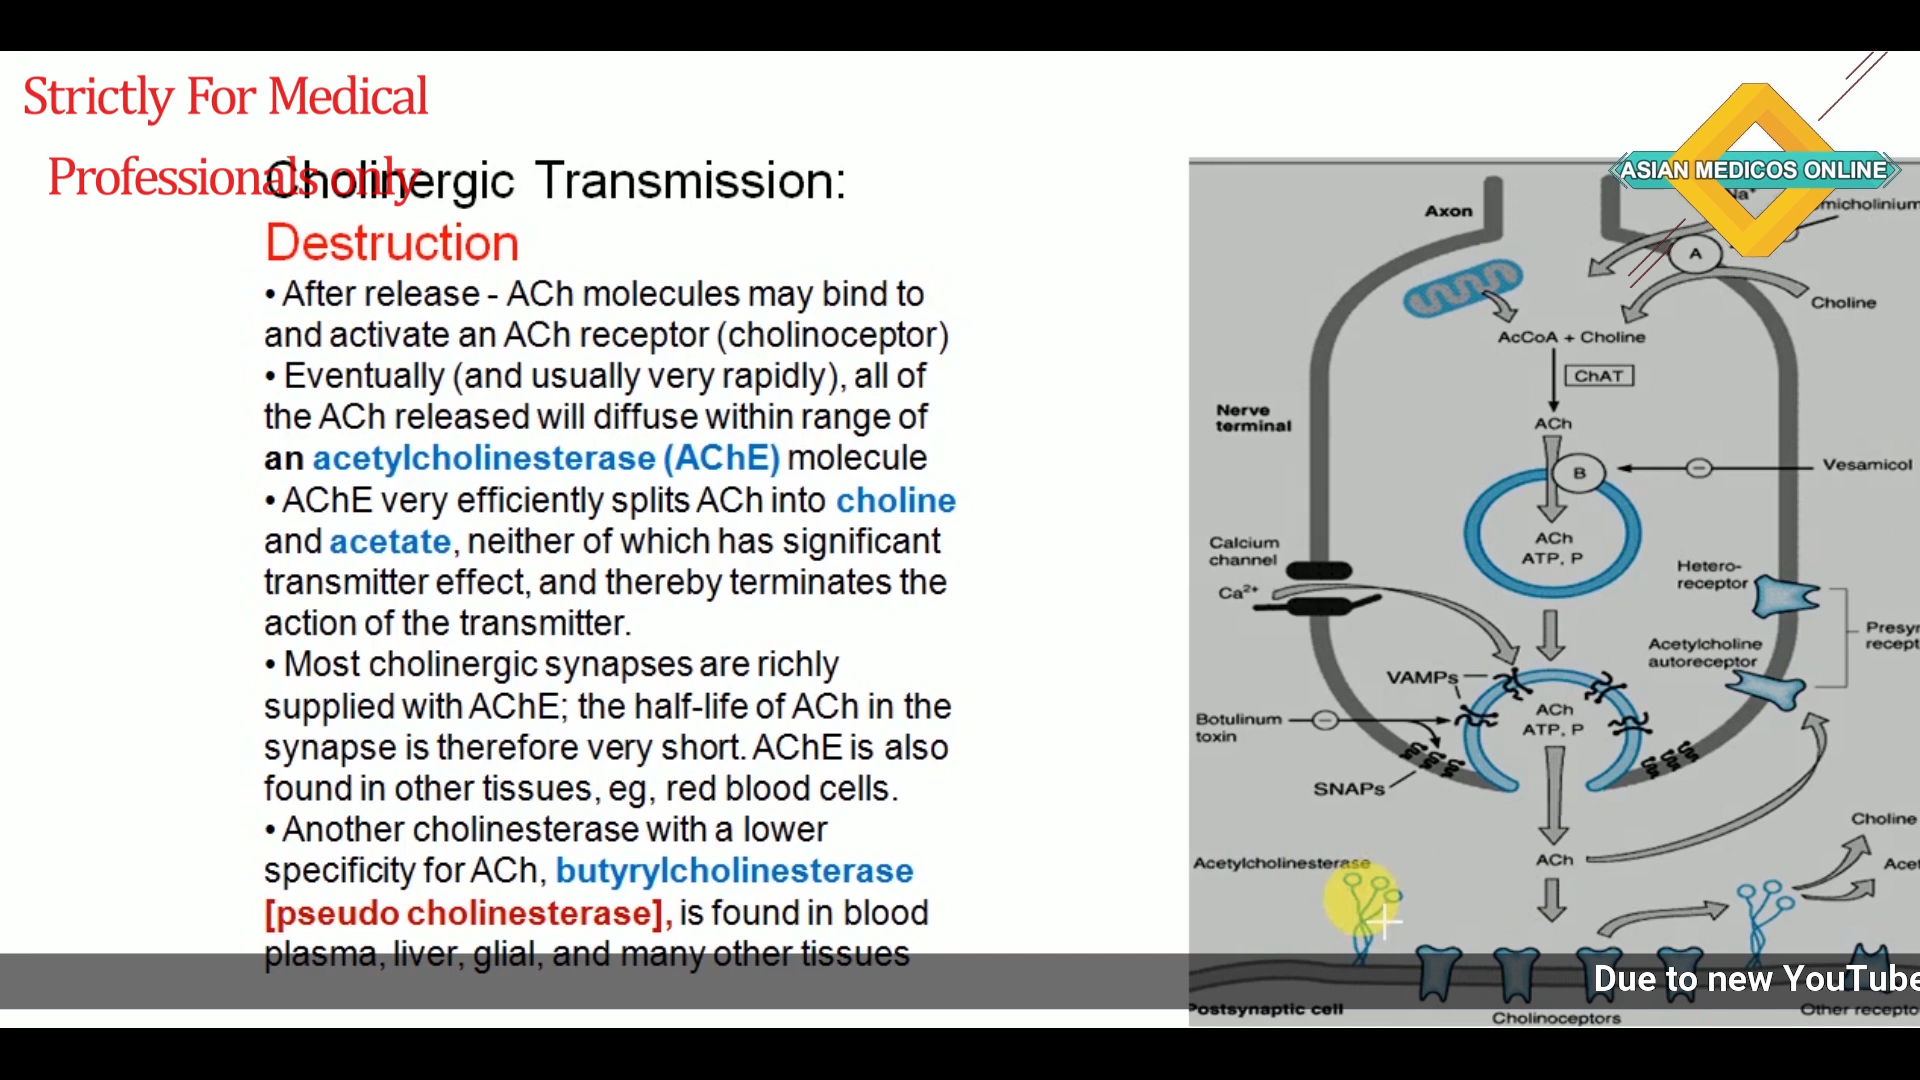 Strictly For Medical
Professionals only
Cholinergic Transmission:
Destruction
• After release - ACh molecules may bind to
and activate an ACh receptor (cholinoceptor)
• Eventually (and usually very rapidly), all of
the ACh released will diffuse within range of
an acetylcholinesterase (AChE) molecule
• AChE very efficiently splits ACh into choline
and acetate, neither of which has significant
transmitter effect, and thereby terminates the
action of the transmitter.
• Most cholinergic synapses are richly
supplied with AChE; the half-life of ACh in the
synapse is therefore very short. AChE is also
found in other tissues, eg, red blood cells.
• Another cholinesterase with a lower
specificity for ACh, butyrylcholinesterase
[pseudo cholinesterase], is found in blood
plasma, liver, glial, and many other tissues
ASIAN MEDICOS ONLINE
Na⁺
micholinium
Axon
A
Choline
AcCoA + Choline
ChAT
Nerve
terminal
ACh
B
Vesamicol
ACh
ATP, P
Calcium
channel
Ca²⁺
Hetero-
receptor
Presyn
recept
Acetylcholine
autoreceptor
VAMPs
ACh
ATP, P
Botulinum
toxin
SNAPs
Choline
Acetylcholinesterase
ACh
Acet
Due to new YouTube
Postsynaptic cell
Cholinoceptors
Other recepto